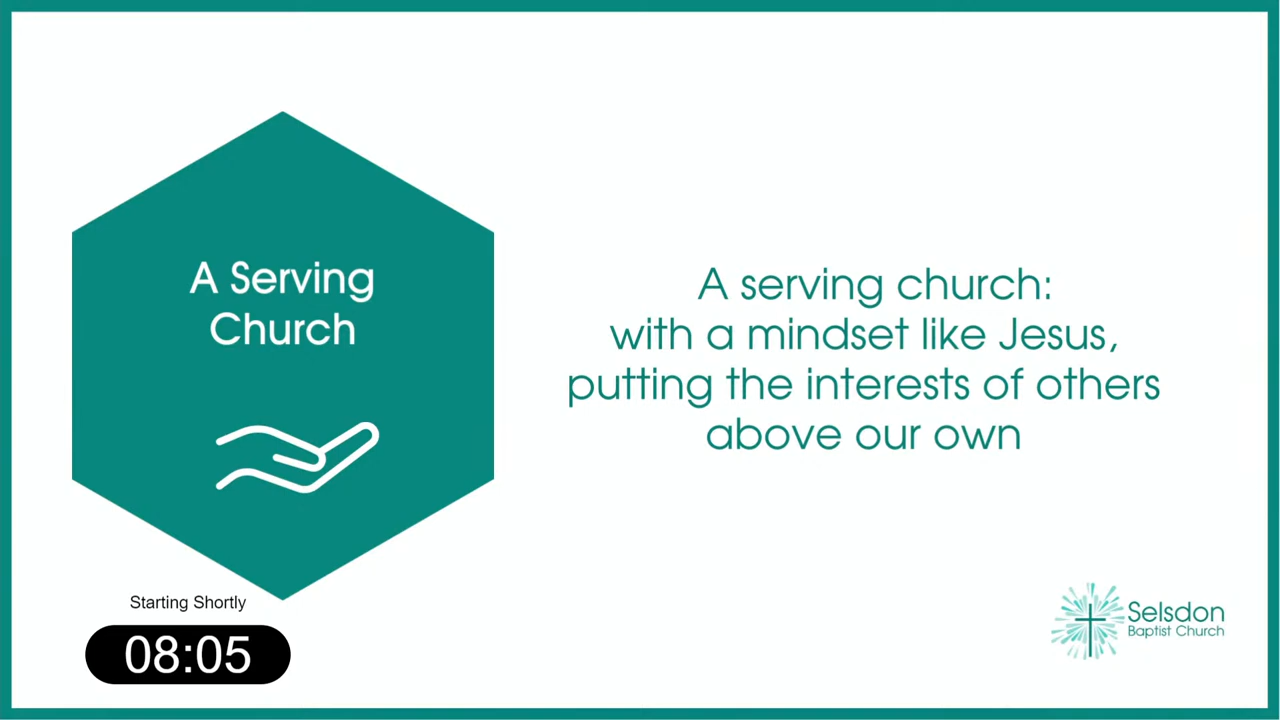 A Serving
Church
A serving church:
with a mindset like Jesus,
putting the interests of others
above our own
Starting Shortly
08:05
Selsdon
Baptist Church